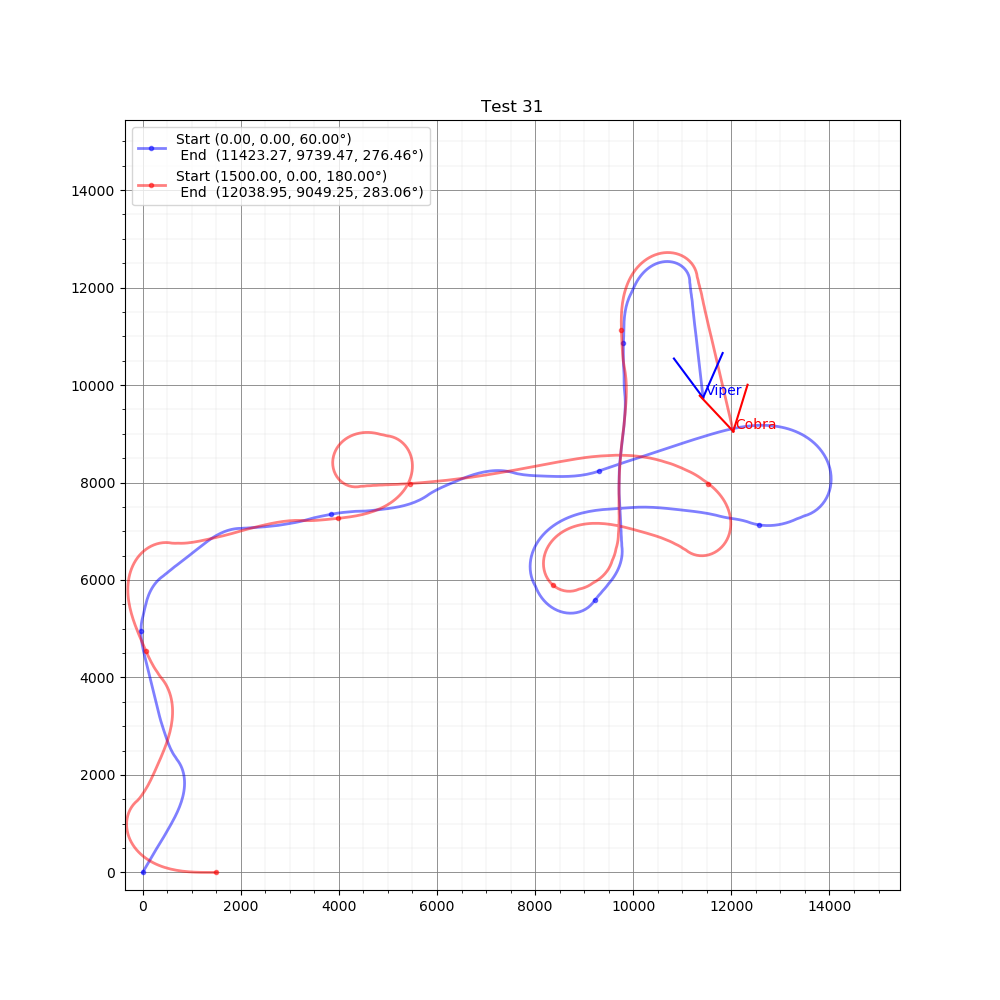 Test 31
Start (0.00, 0.00, 60.00°)
End (11423.27, 9739.47, 276.46°)
Start (1500.00, 0.00, 180.00°)
End (12038.95, 9049.25, 283.06°)
14000
12000
10000
8000
6000
4000
2000
0
Viper
Cobra
0 2000 4000 6000 8000 10000 12000 14000